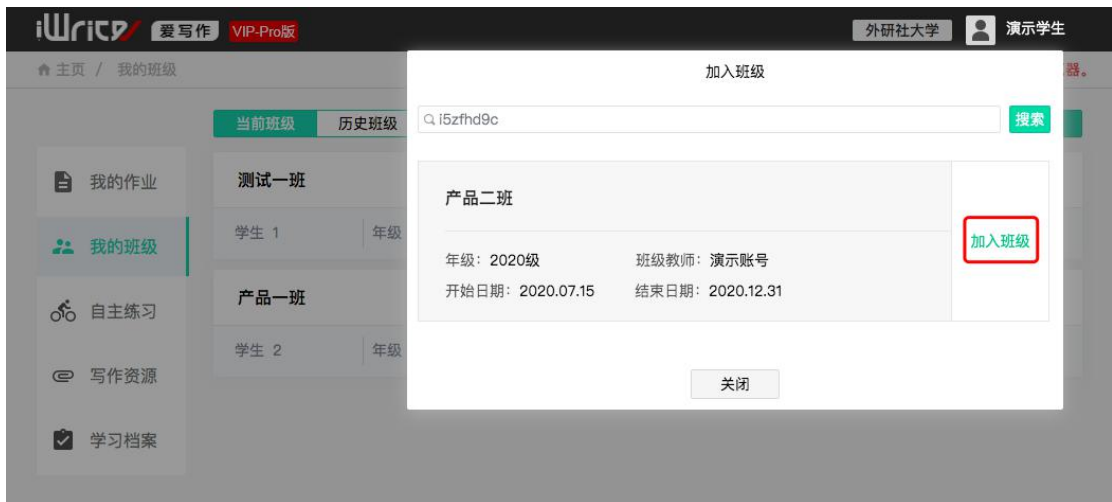 iWrite 爱写作 VIP-Pro版 外研社大学 演示学生
主页 / 我的班级 器。
加入班级
i5zfhd9c 搜索
当前班级 历史班级
我的作业
我的班级
自主练习
写作资源
学习档案
测试一班
学生 1 年级
产品一班
学生 2 年级
产品二班
年级：2020级 班级教师：演示账号
开始日期：2020.07.15 结束日期：2020.12.31
加入班级
关闭